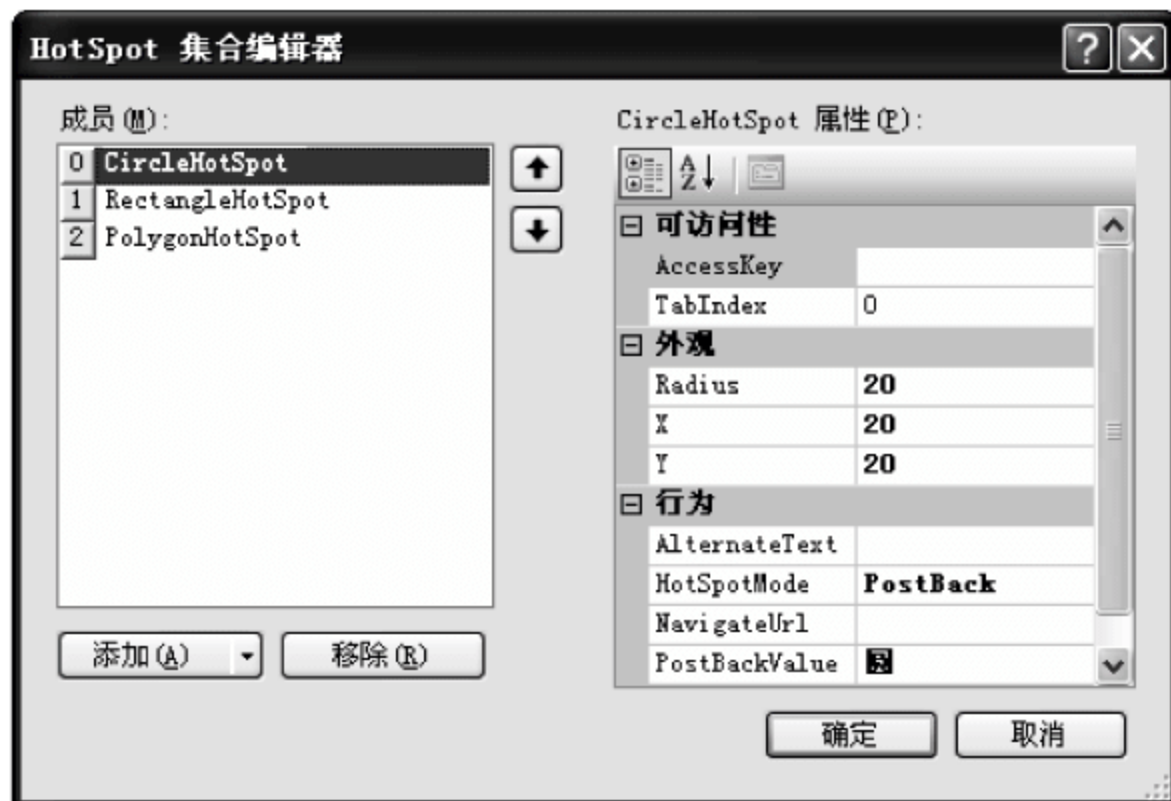 HotSpot 集合编辑器
成员(M):
0 CircleHotSpot
1 RectangleHotSpot
2 PolygonHotSpot
添加(A)
移除(R)
CircleHotSpot 属性(P):
可访问性
AccessKey
TabIndex 0
外观
Radius 20
X 20
Y 20
行为
AlternateText
HotSpotMode PostBack
NavigateUrl
PostBackValue
确定
取消